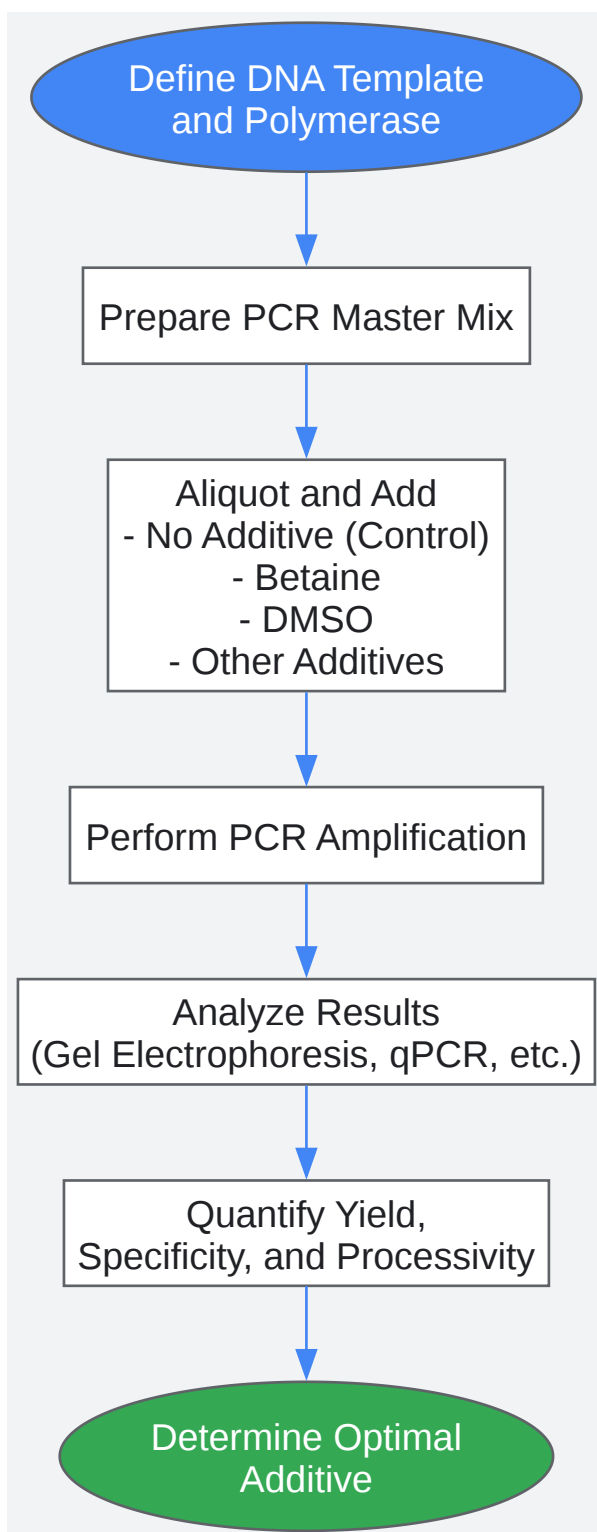 Define DNA Template
and Polymerase
Prepare PCR Master Mix
Aliquot and Add
- No Additive (Control)
- Betaine
- DMSO
- Other Additives
Perform PCR Amplification
Analyze Results
(Gel Electrophoresis, qPCR, etc.)
Quantify Yield,
Specificity, and Processivity
Determine Optimal
Additive